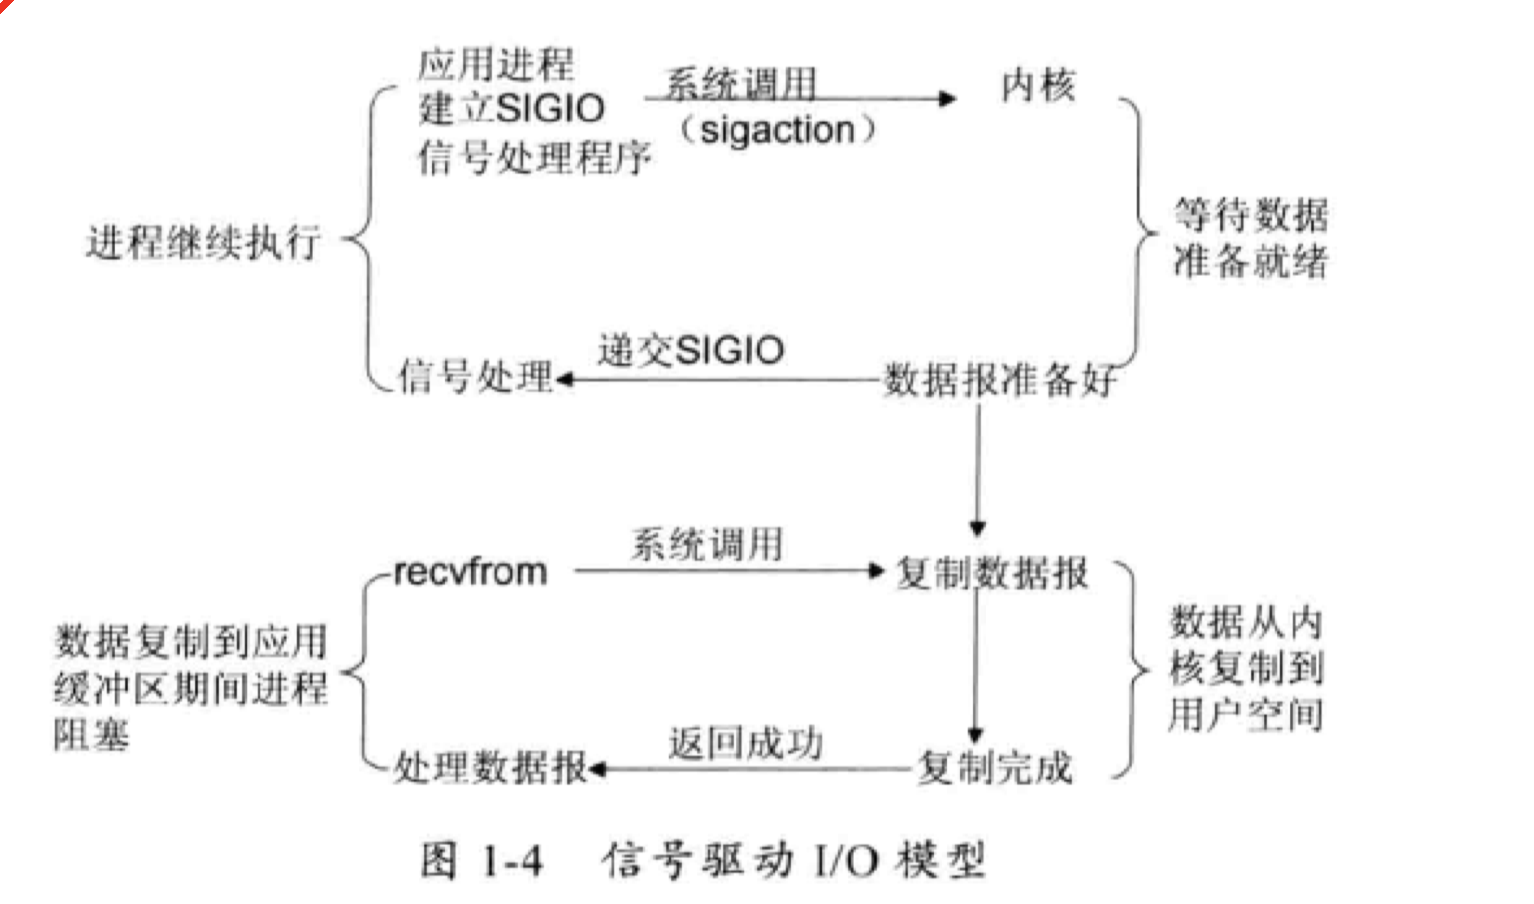 应用进程
建立SIGIO
信号处理程序
系统调用
（sigaction）
内核
进程继续执行
等待数据
准备就绪
递交SIGIO
信号处理
数据报准备好
recvfrom
系统调用
复制数据报
数据复制到应用
缓冲区期间进程
阻塞
数据从内
核复制到
用户空间
返回成功
处理数据报
复制完成
图 1-4 信号驱动 I/O 模型